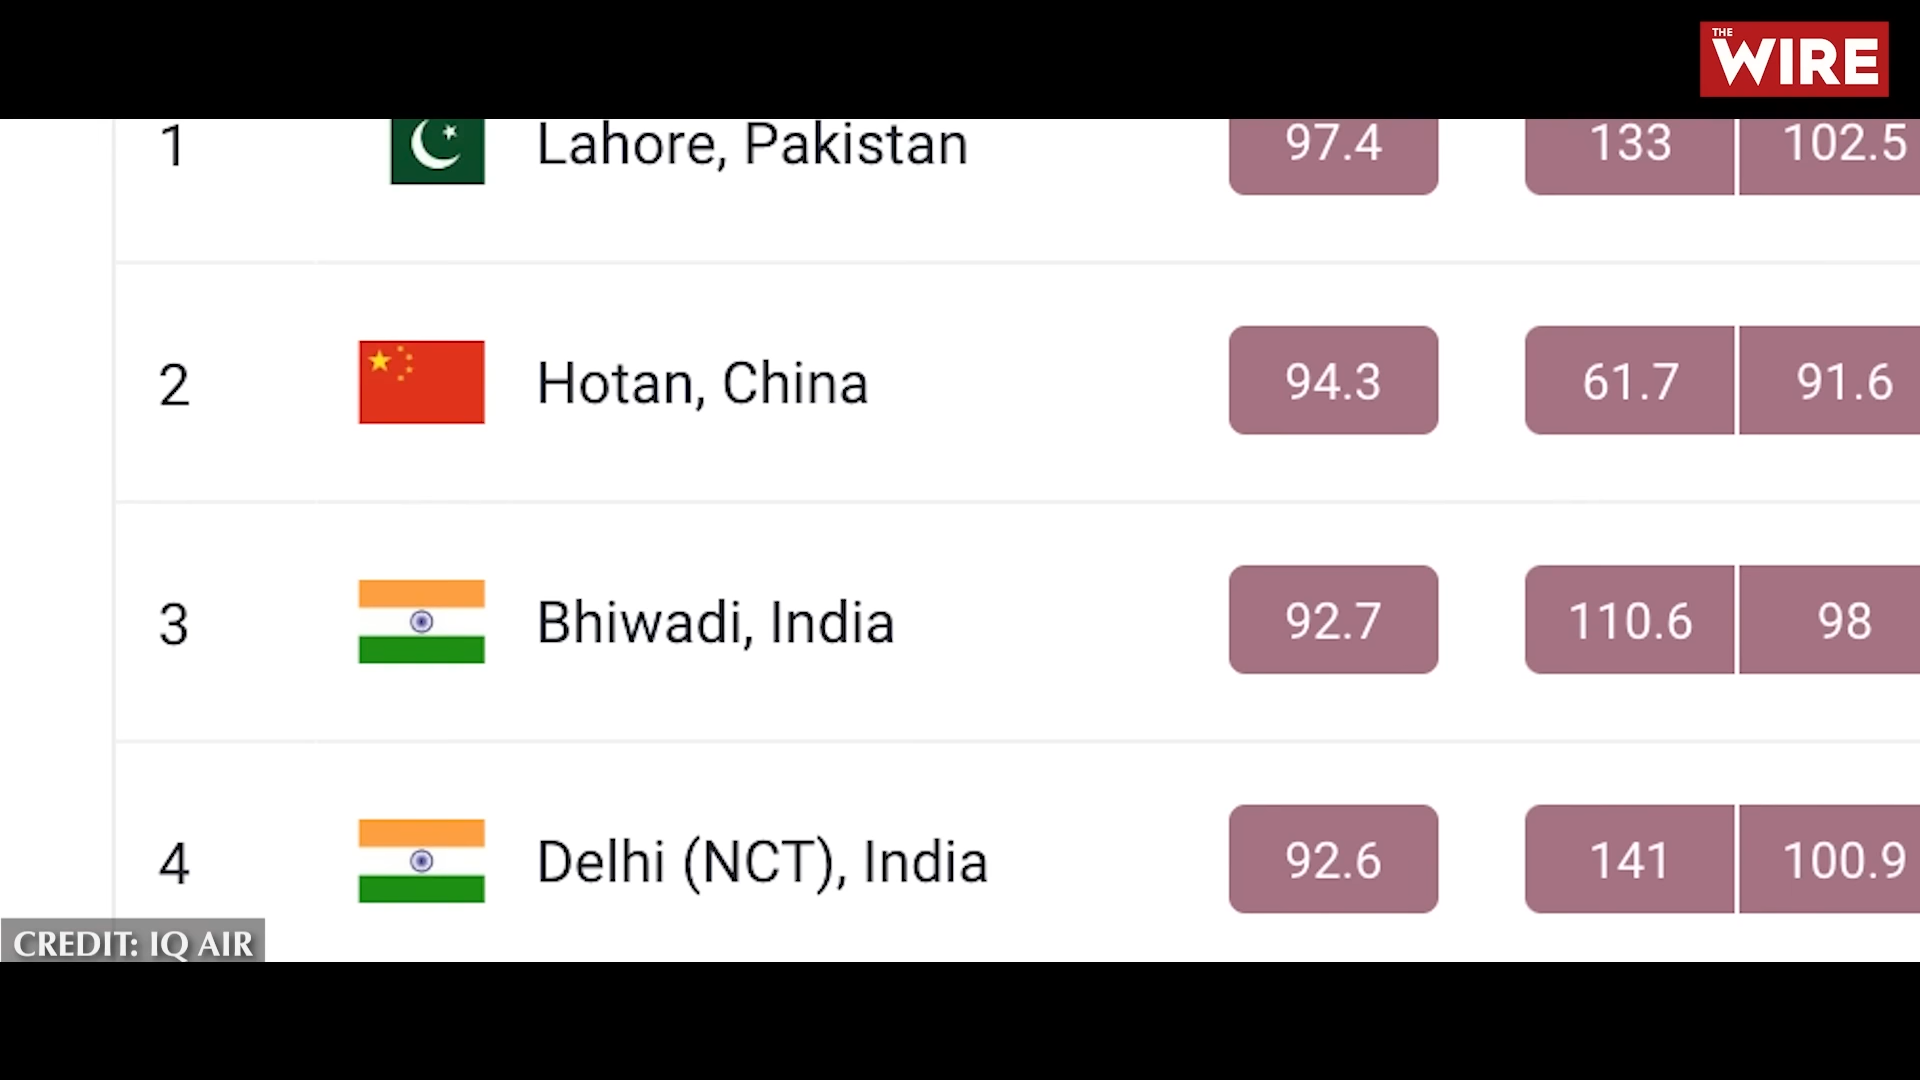 THE
WIRE
1 Lahore, Pakistan 97.4 133 102.5
2 Hotan, China 94.3 61.7 91.6
3 Bhiwadi, India 92.7 110.6 98
4 Delhi (NCT), India 92.6 141 100.9
CREDIT: IQ AIR